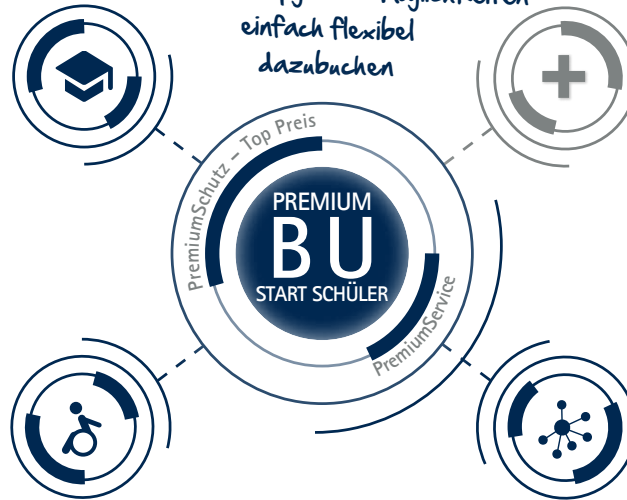 einfach flexibel
dazubuchen
PremiumSchutz – Top Preis
PREMIUM
BU
START SCHÜLER
PremiumService